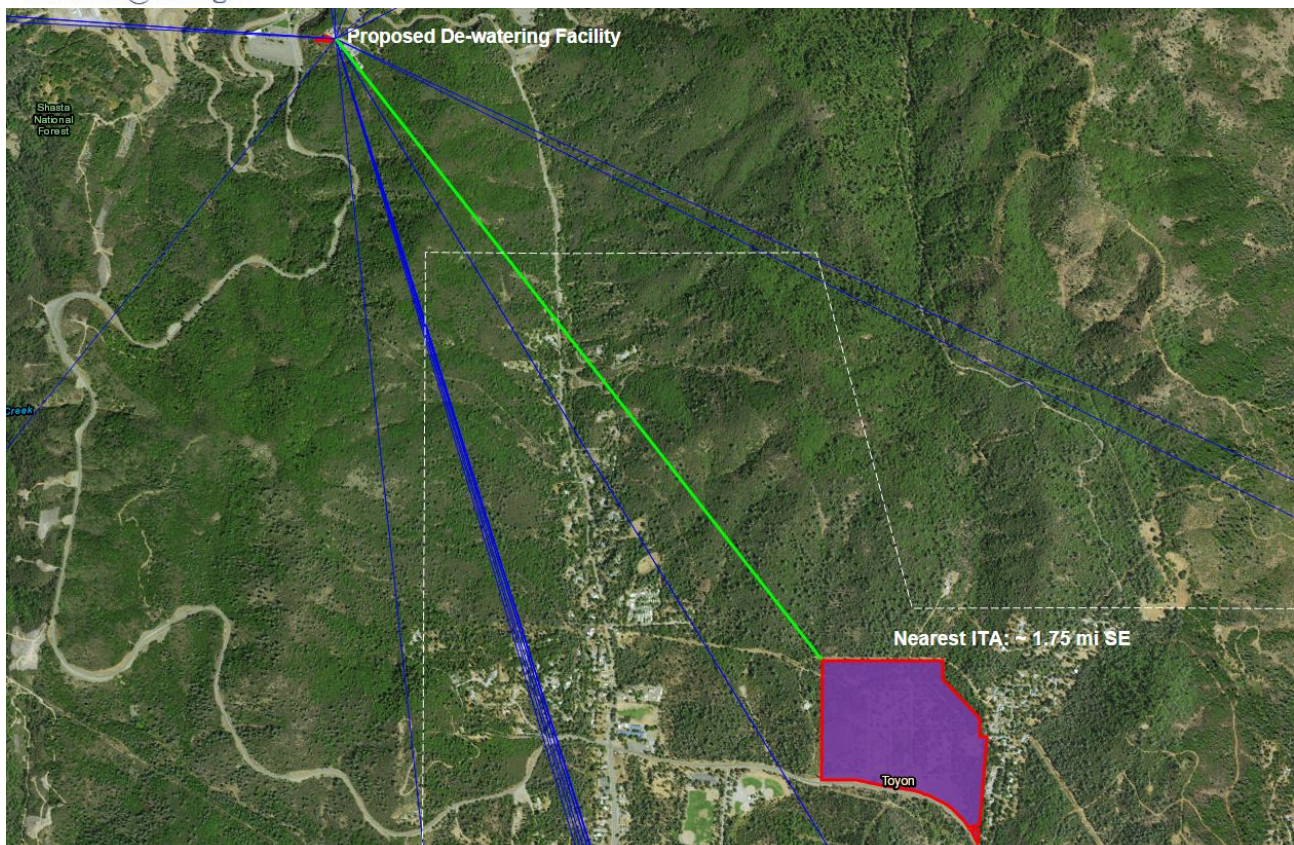 Proposed De-watering Facility
Shasta
National
Forest
Creek
Nearest ITA: ~ 1.75 mi SE
Toyon